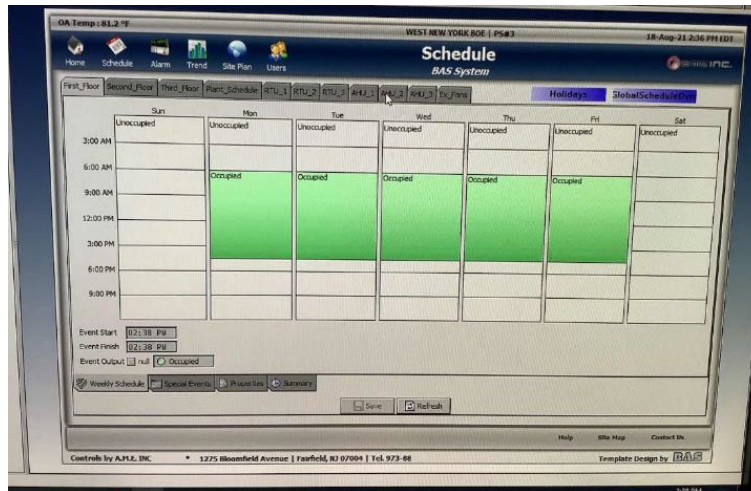 OA Temp : 81.2 °F
WEST NEW YORK BOE | PS#3
18-Aug-21 2:36 PM EDT
Schedule
BAS System
Home Schedule Alarm Trend Site Plan Users
INC.
First_Floor Second_Floor Third_Floor Plant_Schedule RTU_1 RTU_2 RTU_3 AHU_1 AHU_2 AHU_3 Ex_Fans
Holidays GlobalScheduleOvr
Sun Mon Tue Wed Thu Fri Sat
Unoccupied Unoccupied Unoccupied Unoccupied Unoccupied Unoccupied Unoccupied
3:00 AM
6:00 AM
Occupied Occupied Occupied Occupied Occupied
9:00 AM
12:00 PM
3:00 PM
6:00 PM
9:00 PM
Event Start 02:38 PM
Event Finish 02:38 PM
Event Output null Occupied
Weekly Schedule Special Events Properties Summary
Save Refresh
Help Site Map Contact Us
Controls by A.M.E. INC * 1275 Bloomfield Avenue | Fairfield, NJ 07004 | Tel. 973-88
Template Design by BAS